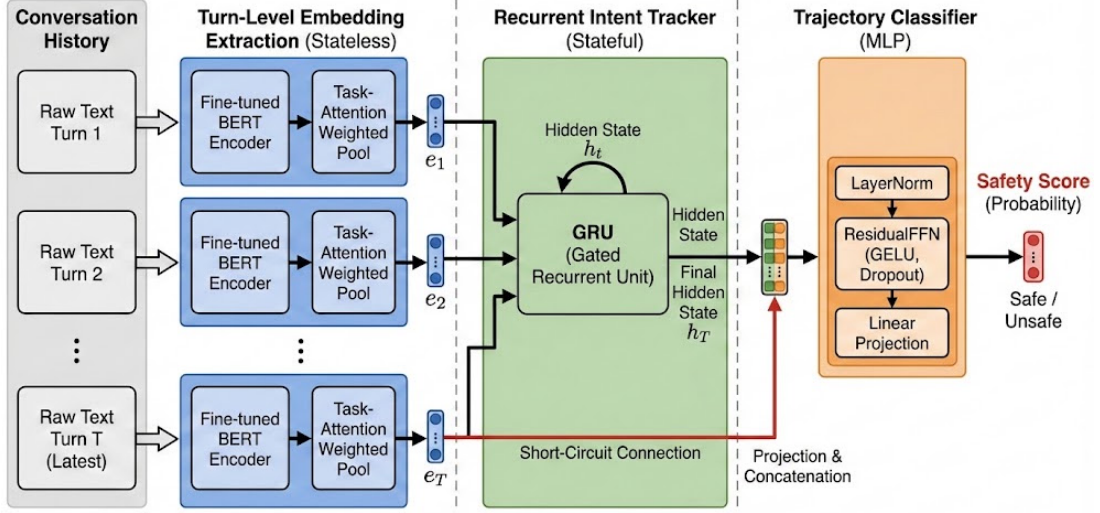 Conversation
History
Turn-Level Embedding
Extraction (Stateless)
Recurrent Intent Tracker
(Stateful)
Trajectory Classifier
(MLP)
Raw Text
Turn 1
Fine-tuned
BERT
Encoder
Task-
Attention
Weighted
Pool
e₁
Raw Text
Turn 2
Fine-tuned
BERT
Encoder
Task-
Attention
Weighted
Pool
e₂
Raw Text
Turn T
(Latest)
Fine-tuned
BERT
Encoder
Task-
Attention
Weighted
Pool
e_T
Hidden State
h_t
GRU
(Gated
Recurrent Unit)
Hidden
State
Final
Hidden
State
h_T
Short-Circuit Connection
Projection &
Concatenation
LayerNorm
ResidualFFN
(GELU,
Dropout)
Linear
Projection
Safety Score
(Probability)
Safe /
Unsafe